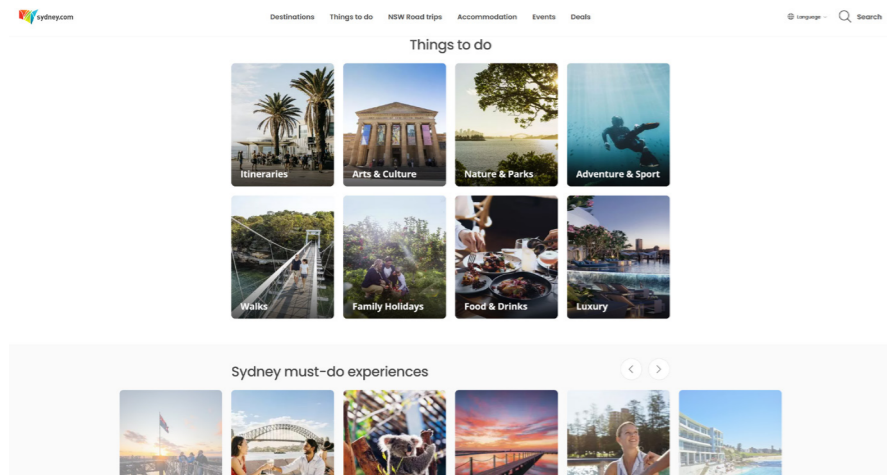 sydney.com
Destinations Things to do NSW Road trips Accommodation Events Deals
Language
Search
Things to do
Itineraries
Arts & Culture
Nature & Parks
Adventure & Sport
Walks
Family Holidays
Food & Drinks
Luxury
Sydney must-do experiences